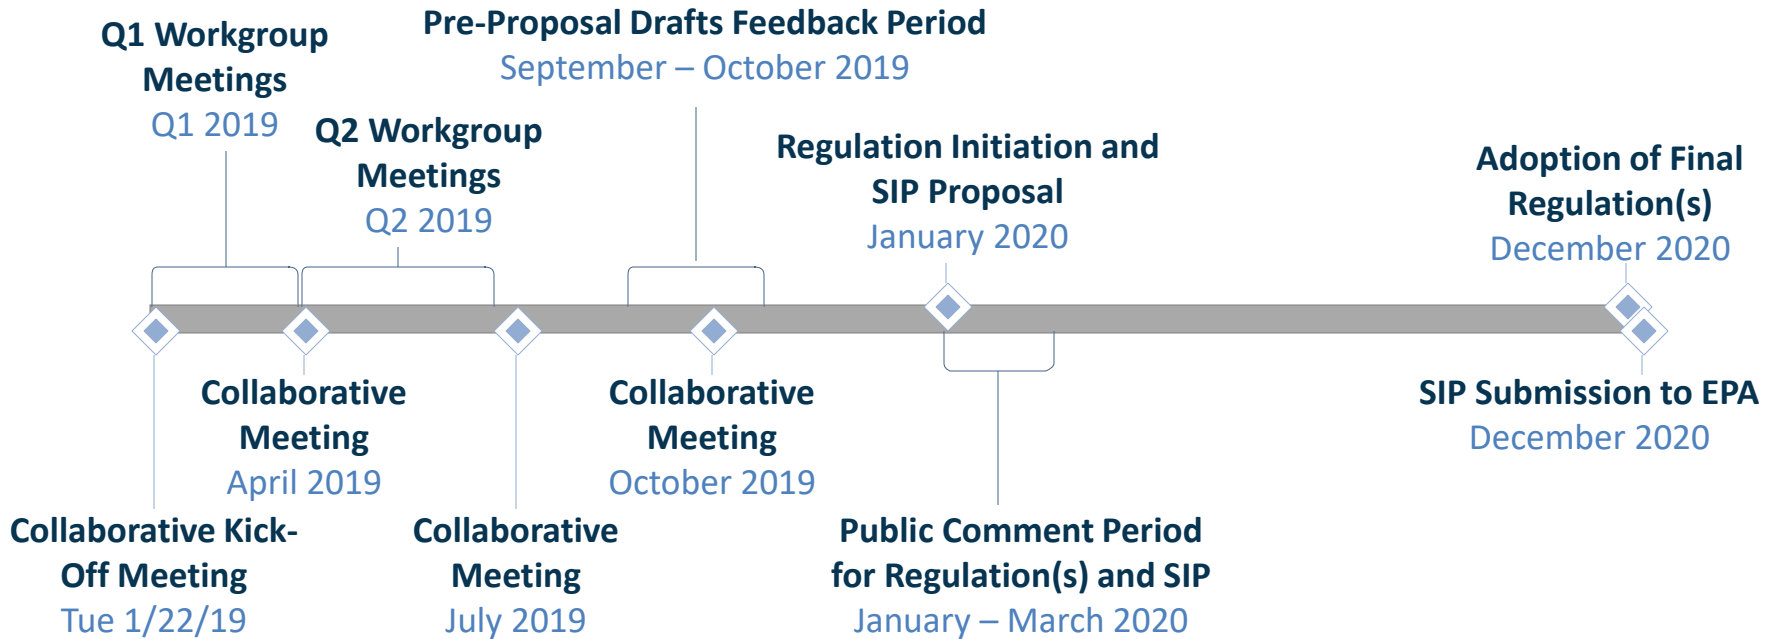 Q1 Workgroup
Meetings
Q1 2019
Q2 Workgroup
Meetings
Q2 2019
Pre-Proposal Drafts Feedback Period
September – October 2019
Regulation Initiation and
SIP Proposal
January 2020
Adoption of Final
Regulation(s)
December 2020
Collaborative Kick-
Off Meeting
Tue 1/22/19
Collaborative
Meeting
April 2019
Collaborative
Meeting
July 2019
Collaborative
Meeting
October 2019
Public Comment Period
for Regulation(s) and SIP
January – March 2020
SIP Submission to EPA
December 2020